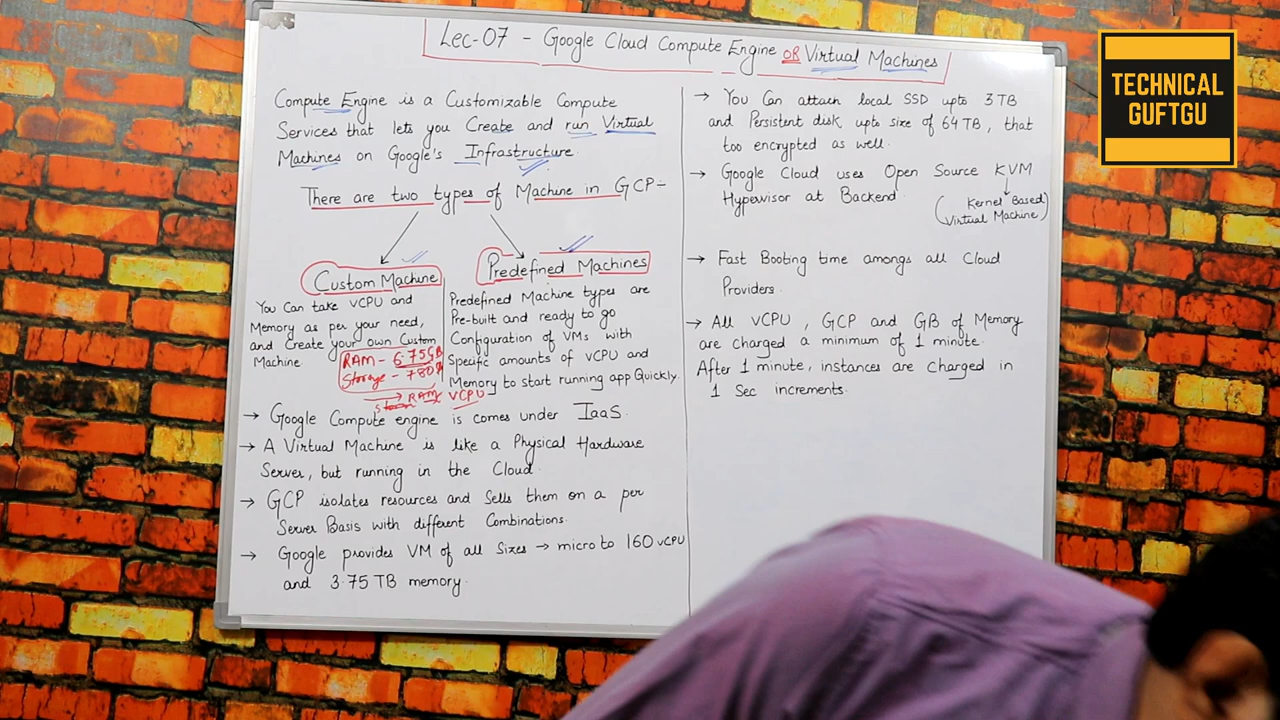 Lec-07 - Google Cloud Compute Engine OR Virtual Machines
Compute Engine is a Customizable Compute
Services that lets you Create and run Virtual
Machines on Google's Infrastructure.
There are two types of Machine in GCP-
Custom Machine
You Can take VCPU and
Memory as per your need,
and Create your own Custom
Machine
RAM - 6.75GB
Storage - 780
RAM VCPU
Predefined Machines
Predefined Machine types are
Pre-built and ready to go
Configuration of VMs with
Specific amounts of VCPU and
Memory to start running app Quickly.
→ Google Compute engine is comes under IaaS.
→ A Virtual Machine is like a Physical Hardware
Server, but running in the Cloud.
→ GCP isolates resources and Sells them on a per
Server Basis with different Combinations.
→ Google provides VM of all Sizes → micro to 160 VCPU
and 3.75 TB memory.
→ You Can attach local SSD upto 3TB
and Persistent disk upto size of 64 TB, that
too encrypted as well.
→ Google Cloud uses Open Source KVM
Hypervisor at Backend.
(Kernel Based
Virtual Machine)
→ Fast Booting time amongs all Cloud
Providers.
→ All VCPU, GCP and GB of Memory
are charged a minimum of 1 minute.
After 1 minute, instances are charged in
1 Sec increments.
TECHNICAL
GUFTGU